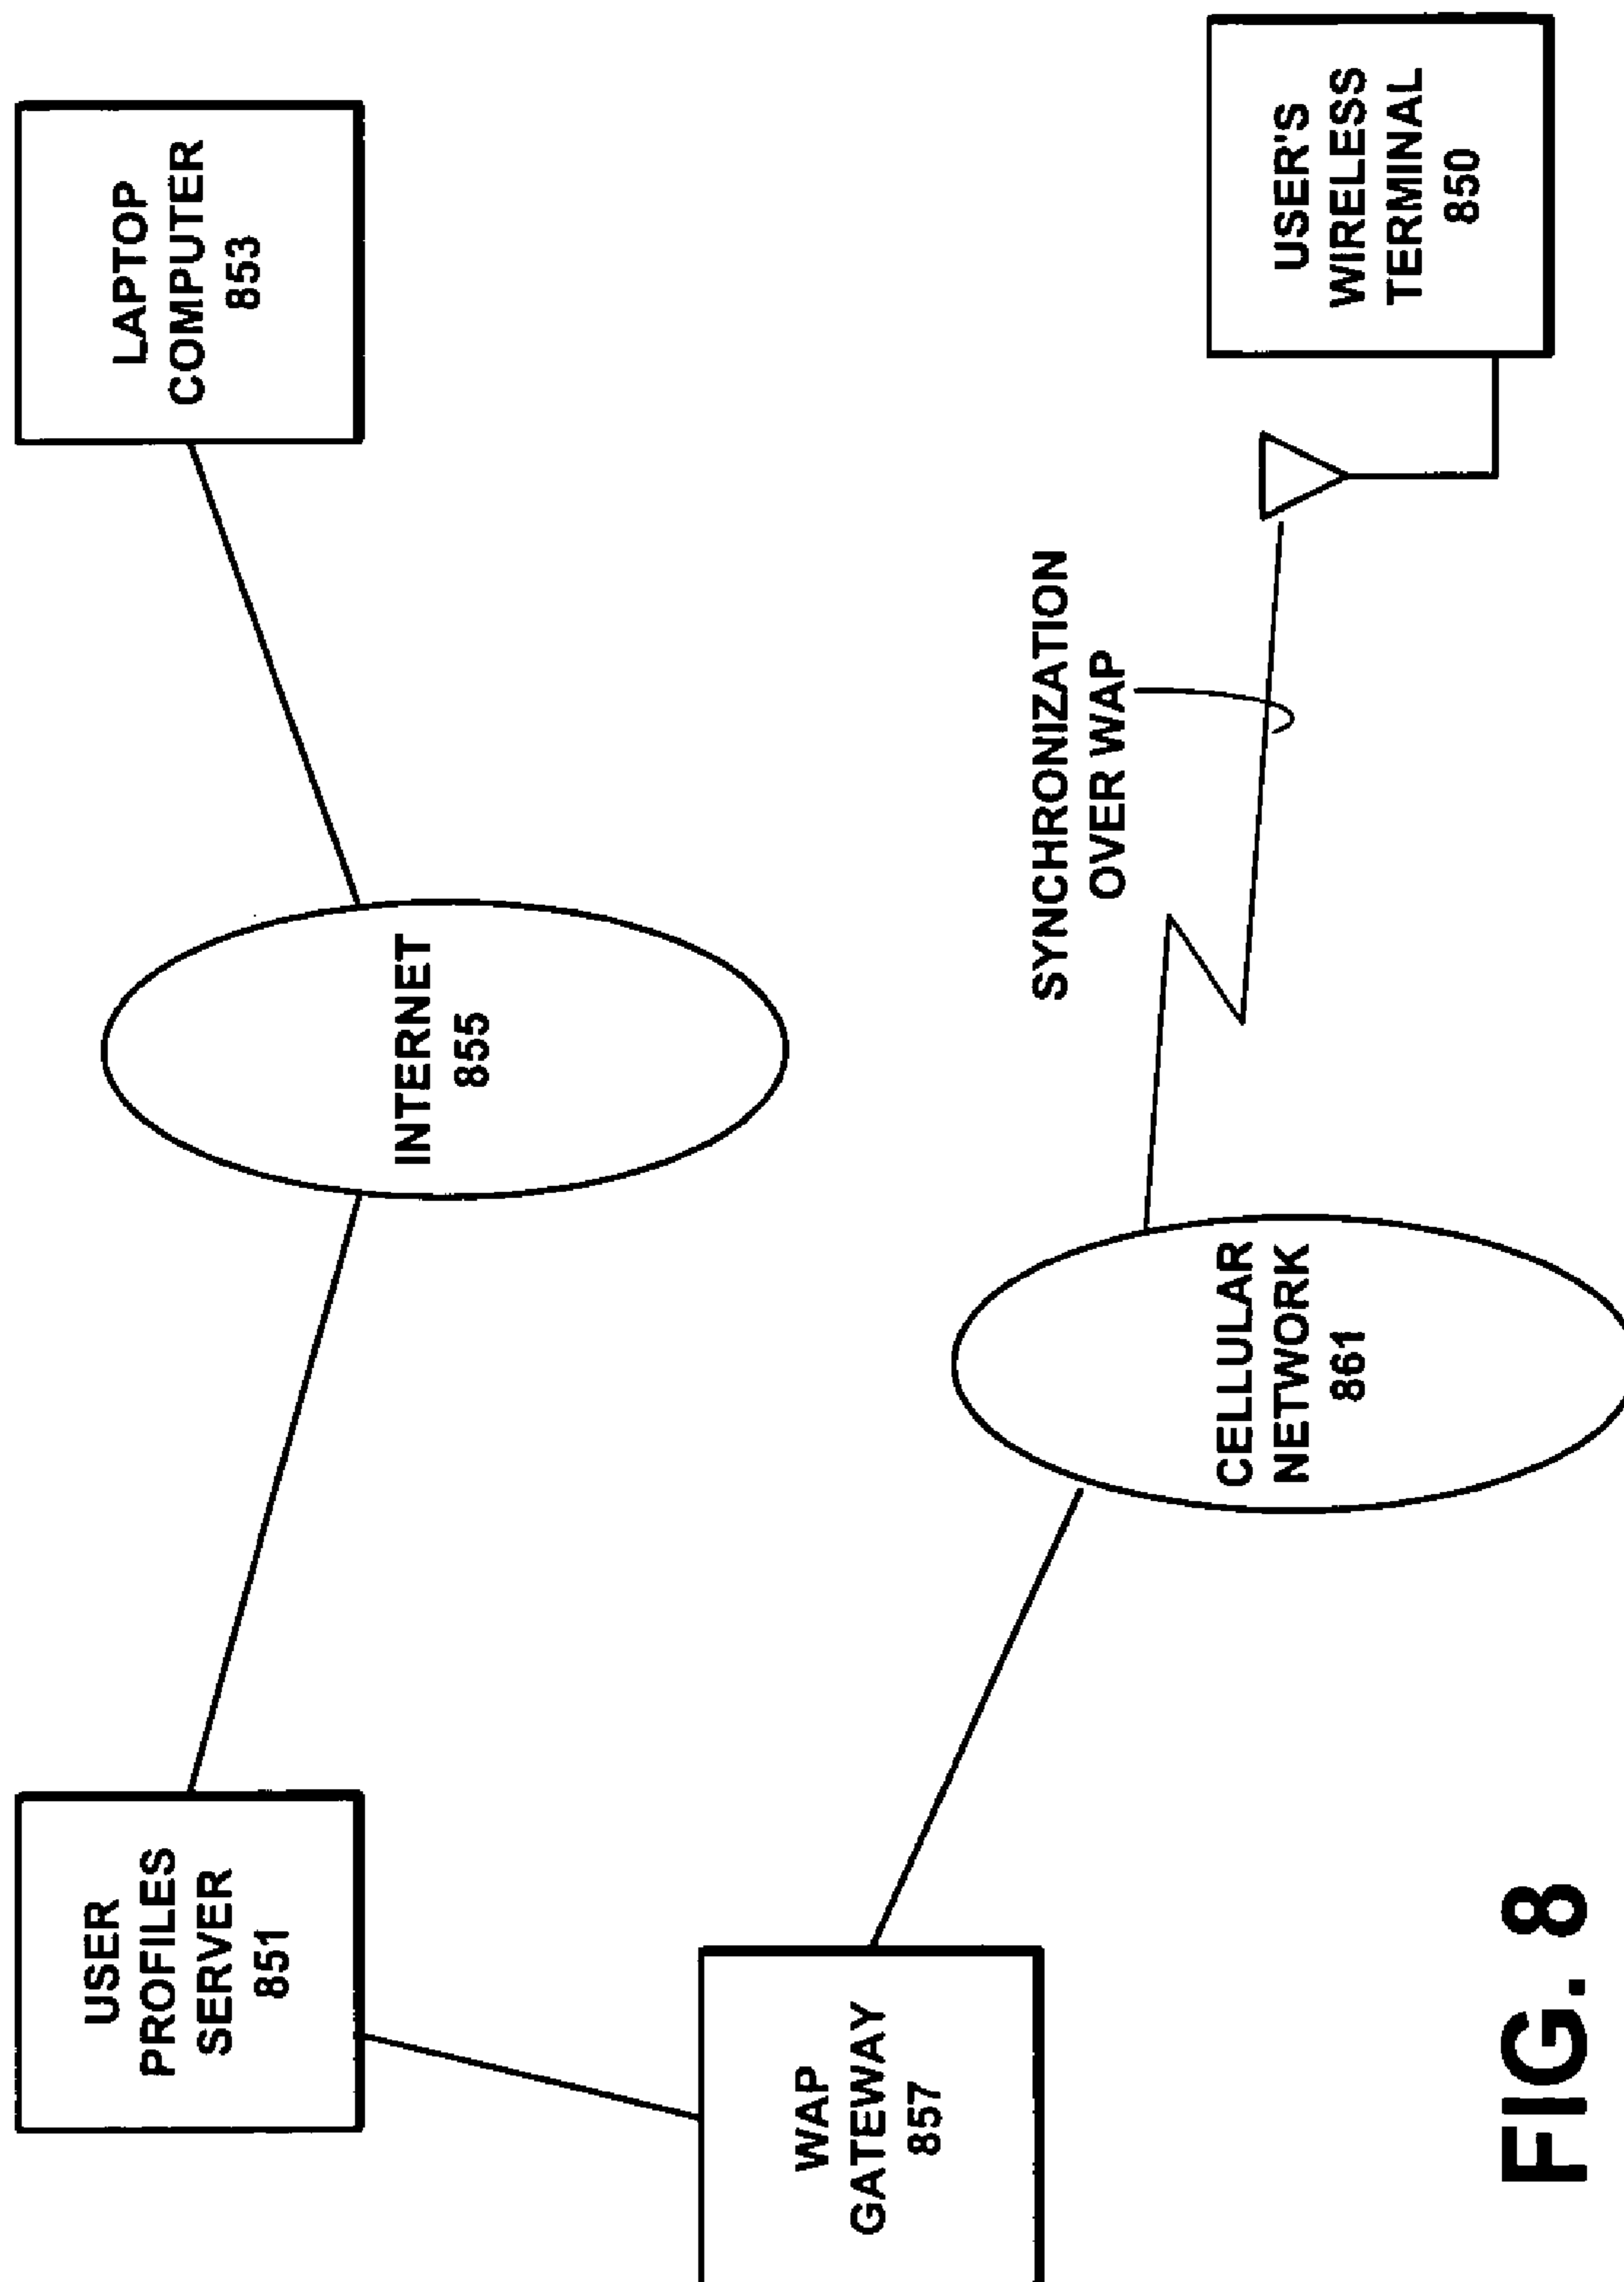 USER
PROFILES
SERVER
851
INTERNET
855
LAPTOP
COMPUTER
853
WAP
GATEWAY
857
CELLULAR
NETWORK
861
SYNCHRONIZATION
OVER WAP
USER'S
WIRELESS
TERMINAL
850
FIG. 8